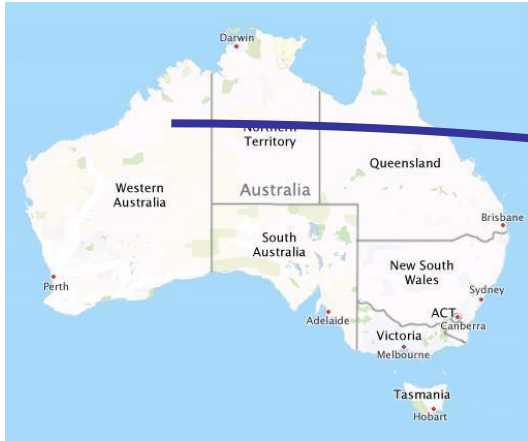 Darwin
Northern
Territory
Queensland
Western
Australia
Australia
Brisbane
South
Australia
New South
Wales
Perth
Sydney
Adelaide
ACT
Canberra
Victoria
Melbourne
Tasmania
Hobart